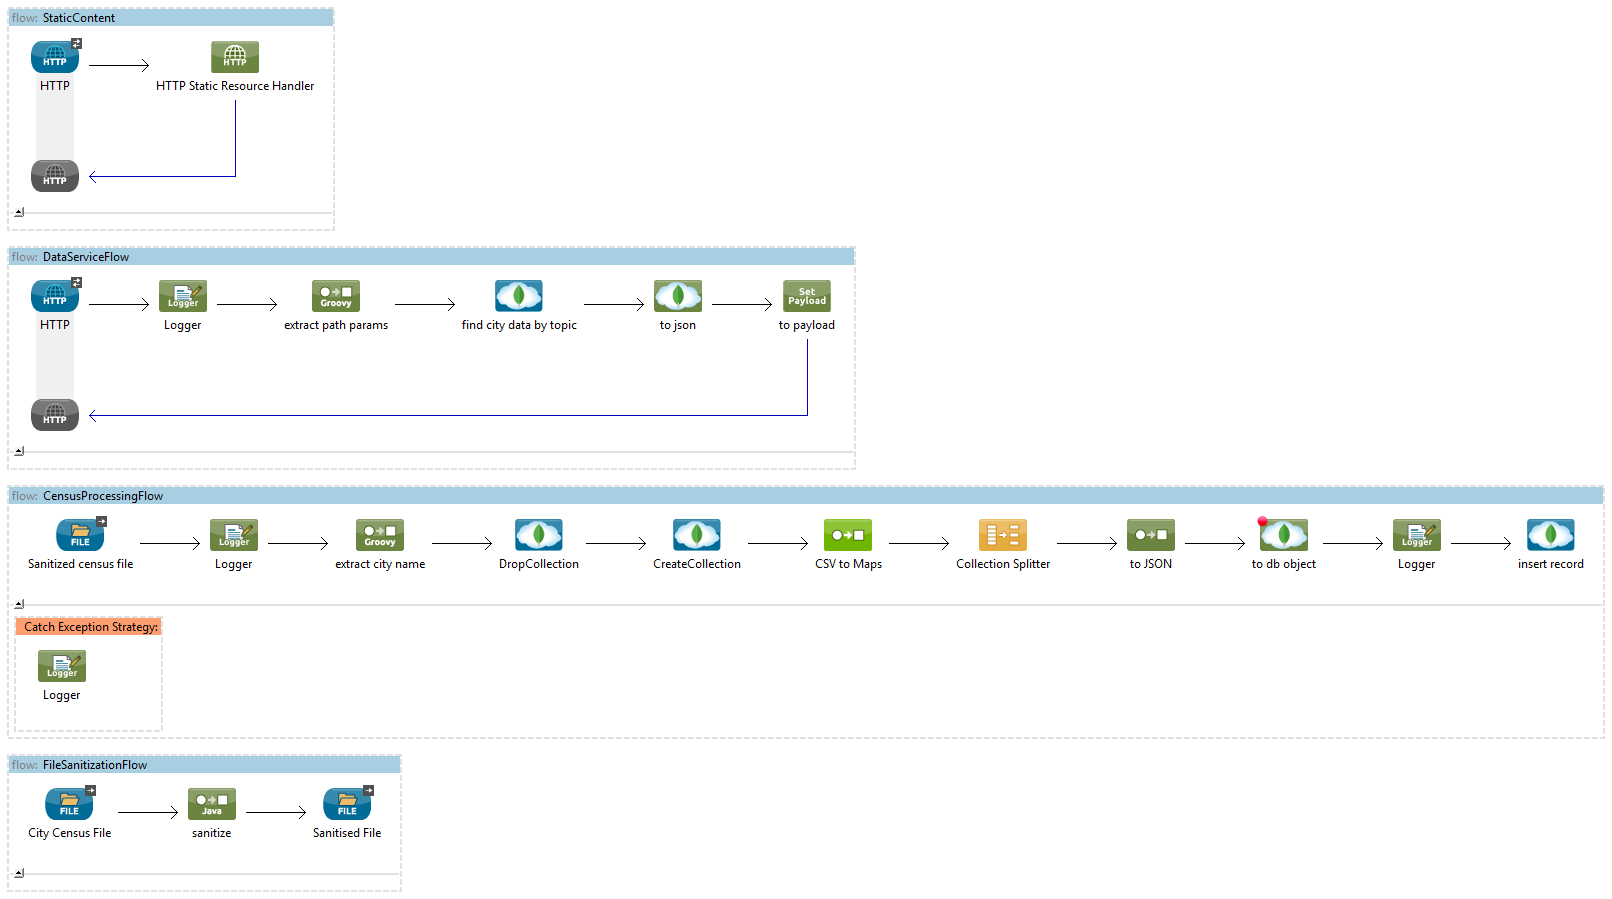 flow: StaticContent
HTTP HTTP
HTTP HTTP Static Resource Handler
HTTP
flow: DataServiceFlow
HTTP Logger Groovy Set Payload
HTTP Logger extract path params find city data by topic to json to payload
HTTP
flow: CensusProcessingFlow
FILE Logger Groovy Logger
Sanitized census file Logger extract city name DropCollection CreateCollection CSV to Maps Collection Splitter to JSON to db object Logger insert record
Catch Exception Strategy:
Logger
Logger
flow: FileSanitizationFlow
FILE Java FILE
City Census File sanitize Sanitised File